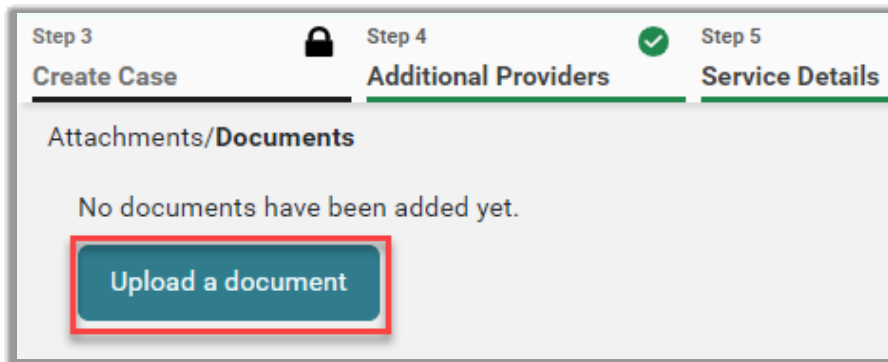 Step 3
Create Case
Step 4
Additional Providers
Step 5
Service Details
Attachments/Documents
No documents have been added yet.
Upload a document